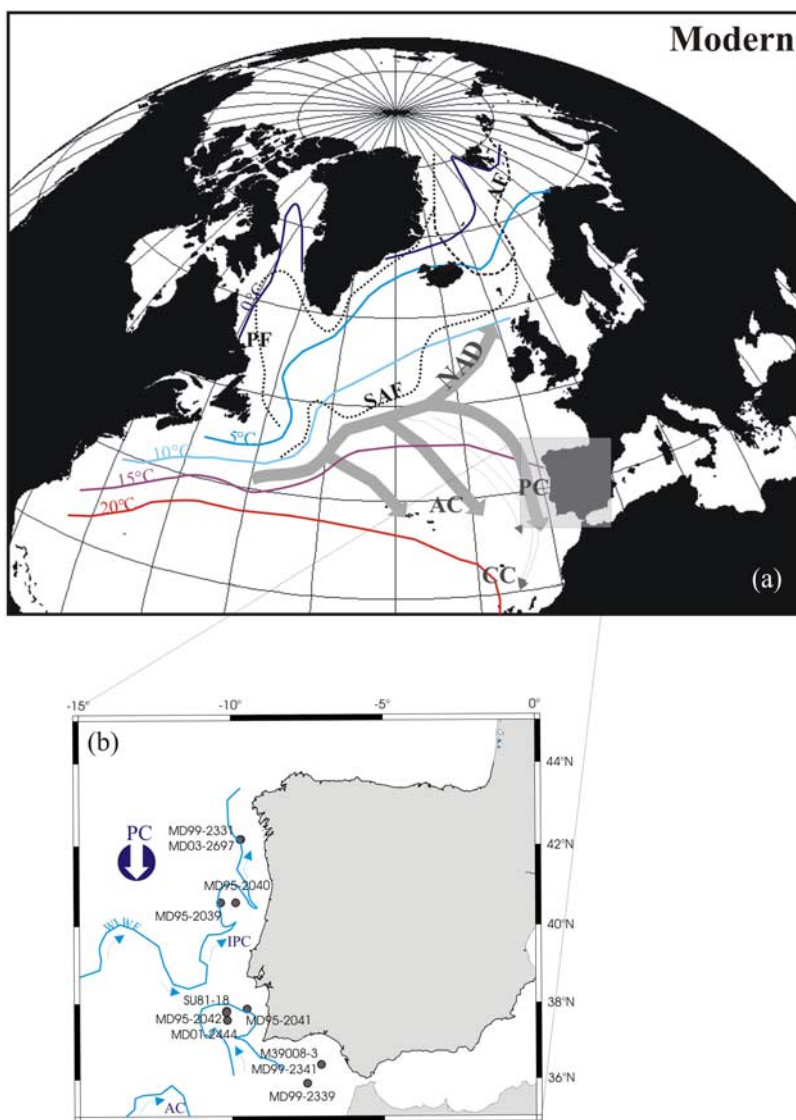 Modern
AF
0°C
PF
NAD
SAF
5°C
10°C
15°C
PC
20°C
AC
CC
(a)
-15° -10° -5° 0°
(b)
44°N
MD99-2331
PC
MD03-2697
42°N
MD95-2040
MD95-2039
40°N
IPC
38°N
SU81-18
MD95-2042
MD95-2041
MD01-2444
M39008-3
MD99-2341
36°N
MD99-2339
AC